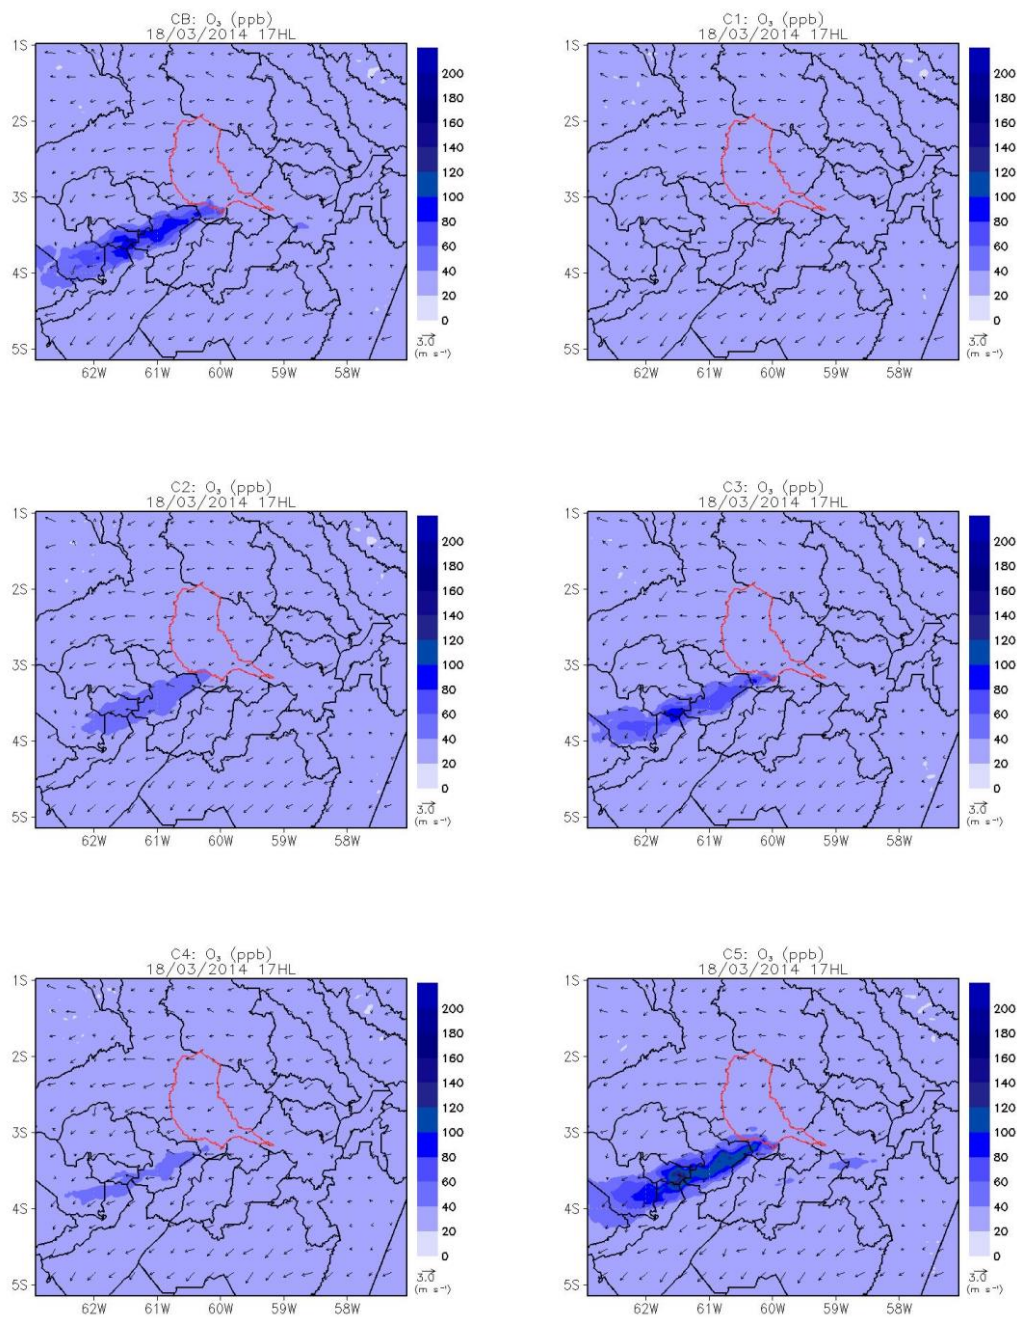 CB: O₃ (ppb)
18/03/2014 17HL
1S
2S
3S
4S
5S
62W 61W 60W 59W 58W
200
180
160
140
120
100
80
60
40
20
0
3.0
(m s⁻¹)
C1: O₃ (ppb)
18/03/2014 17HL
1S
2S
3S
4S
5S
62W 61W 60W 59W 58W
200
180
160
140
120
100
80
60
40
20
0
3.0
(m s⁻¹)
C2: O₃ (ppb)
18/03/2014 17HL
1S
2S
3S
4S
5S
62W 61W 60W 59W 58W
200
180
160
140
120
100
80
60
40
20
0
3.0
(m s⁻¹)
C3: O₃ (ppb)
18/03/2014 17HL
1S
2S
3S
4S
5S
62W 61W 60W 59W 58W
200
180
160
140
120
100
80
60
40
20
0
3.0
(m s⁻¹)
C4: O₃ (ppb)
18/03/2014 17HL
1S
2S
3S
4S
5S
62W 61W 60W 59W 58W
200
180
160
140
120
100
80
60
40
20
0
3.0
(m s⁻¹)
C5: O₃ (ppb)
18/03/2014 17HL
1S
2S
3S
4S
5S
62W 61W 60W 59W 58W
200
180
160
140
120
100
80
60
40
20
0
3.0
(m s⁻¹)